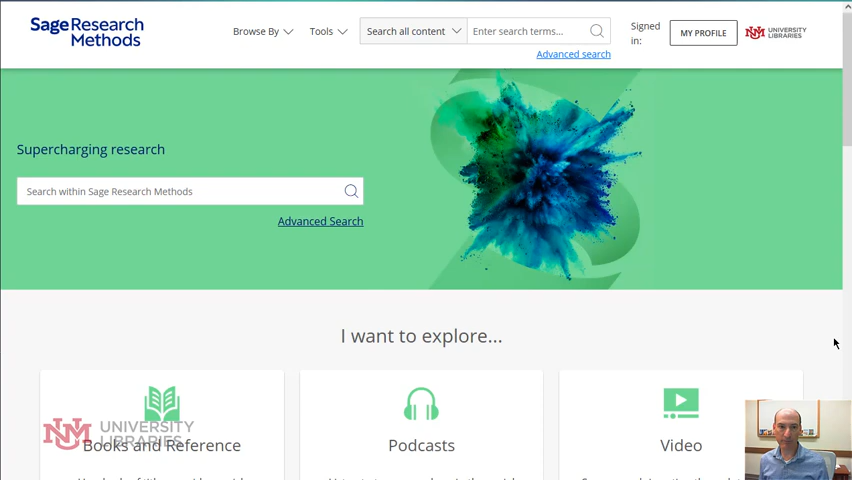 Sage Research
Methods
Browse By
Tools
Search all content
Enter search terms...
Advanced search
Signed
in:
MY PROFILE
UNIVERSITY
LIBRARIES
Supercharging research
Search within Sage Research Methods
Advanced Search
I want to explore...
UNIVERSITY
LIBRARIES
Books and Reference
Podcasts
Video